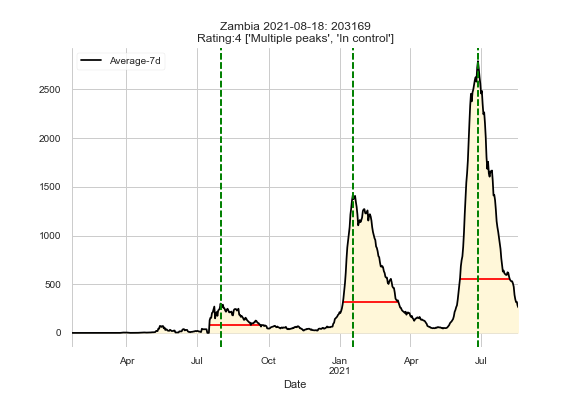 Zambia 2021-08-18: 203169
Rating:4 ['Multiple peaks', 'In control']
Average-7d
2500
2000
1500
1000
500
0
Apr
Jul
Oct
Jan
2021
Apr
Jul
Date